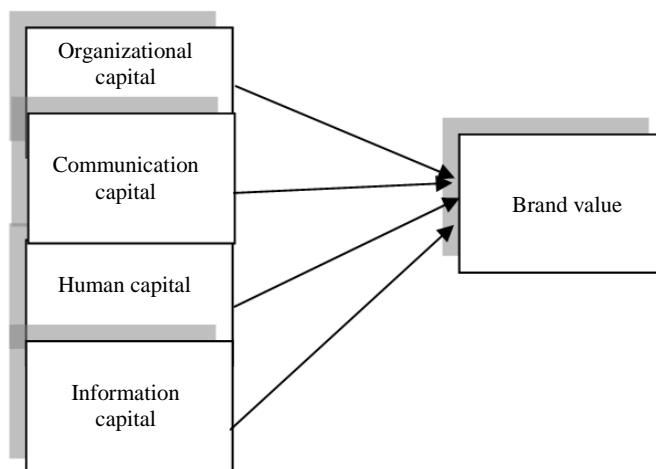 Organizational
capital
Communication
capital
Brand value
Human capital
Information
capital